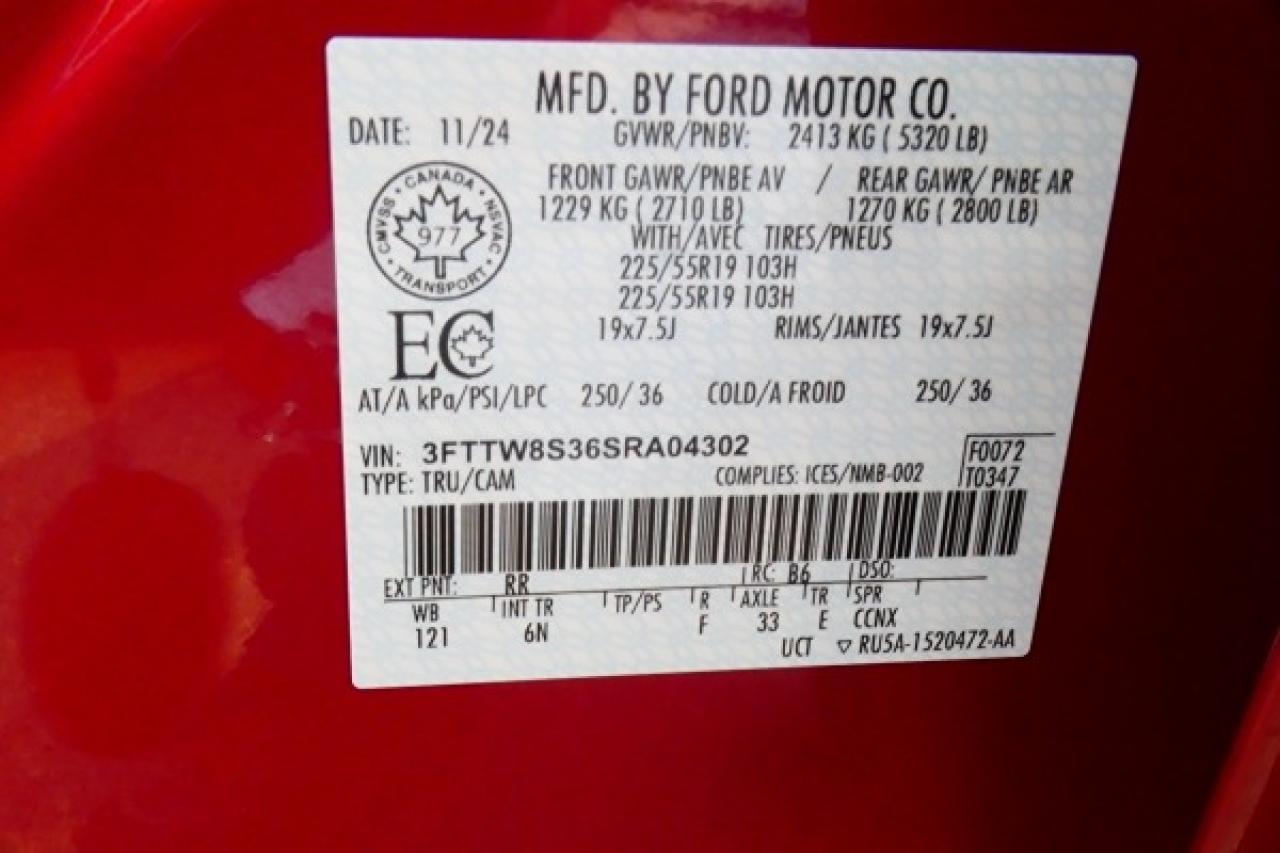 MFD. BY FORD MOTOR CO.
DATE: 11/24 GVWR/PNBV: 2413 KG ( 5320 LB)
FRONT GAWR/PNBE AV / REAR GAWR/ PNBE AR
1229 KG ( 2710 LB) 1270 KG ( 2800 LB)
WITH/AVEC TIRES/PNEUS
225/55R19 103H
225/55R19 103H
19x7.5J RIMS/JANTES 19x7.5J
CANADA
CMVSS 977 NSVAC
TRANSPORT
EC
AT/A kPa/PSI/LPC 250/ 36 COLD/A FROID 250/ 36
VIN: 3FTTW8S36SRA04302 F0072
TYPE: TRU/CAM COMPLIES: ICES/NMB-002 T0347
EXT PNT: RR RC: B6 DSO:
WB INT TR TP/PS R AXLE TR SPR
121 6N F 33 E CCNX
UCT ▽ RU5A-1520472-AA